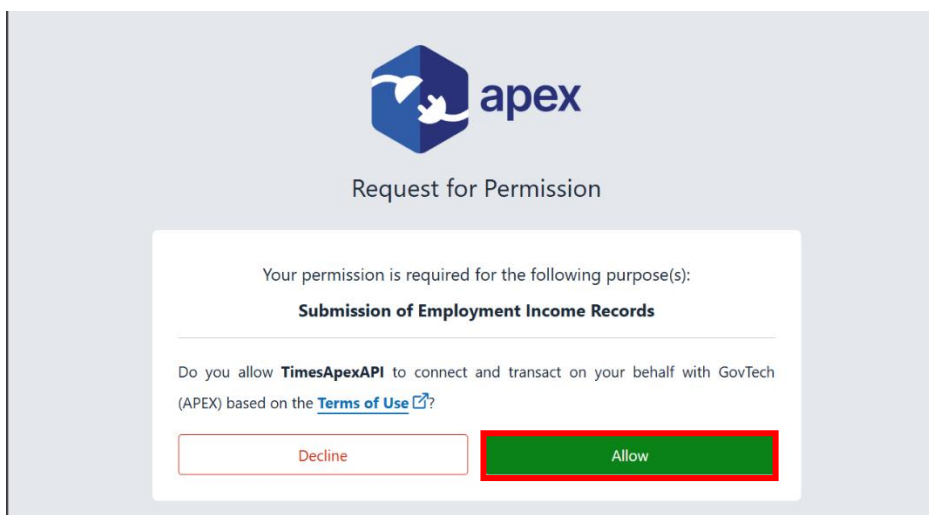 apex
Request for Permission
Your permission is required for the following purpose(s):
Submission of Employment Income Records
Do you allow TimesApexAPI to connect and transact on your behalf with GovTech
(APEX) based on the Terms of Use?
Decline
Allow